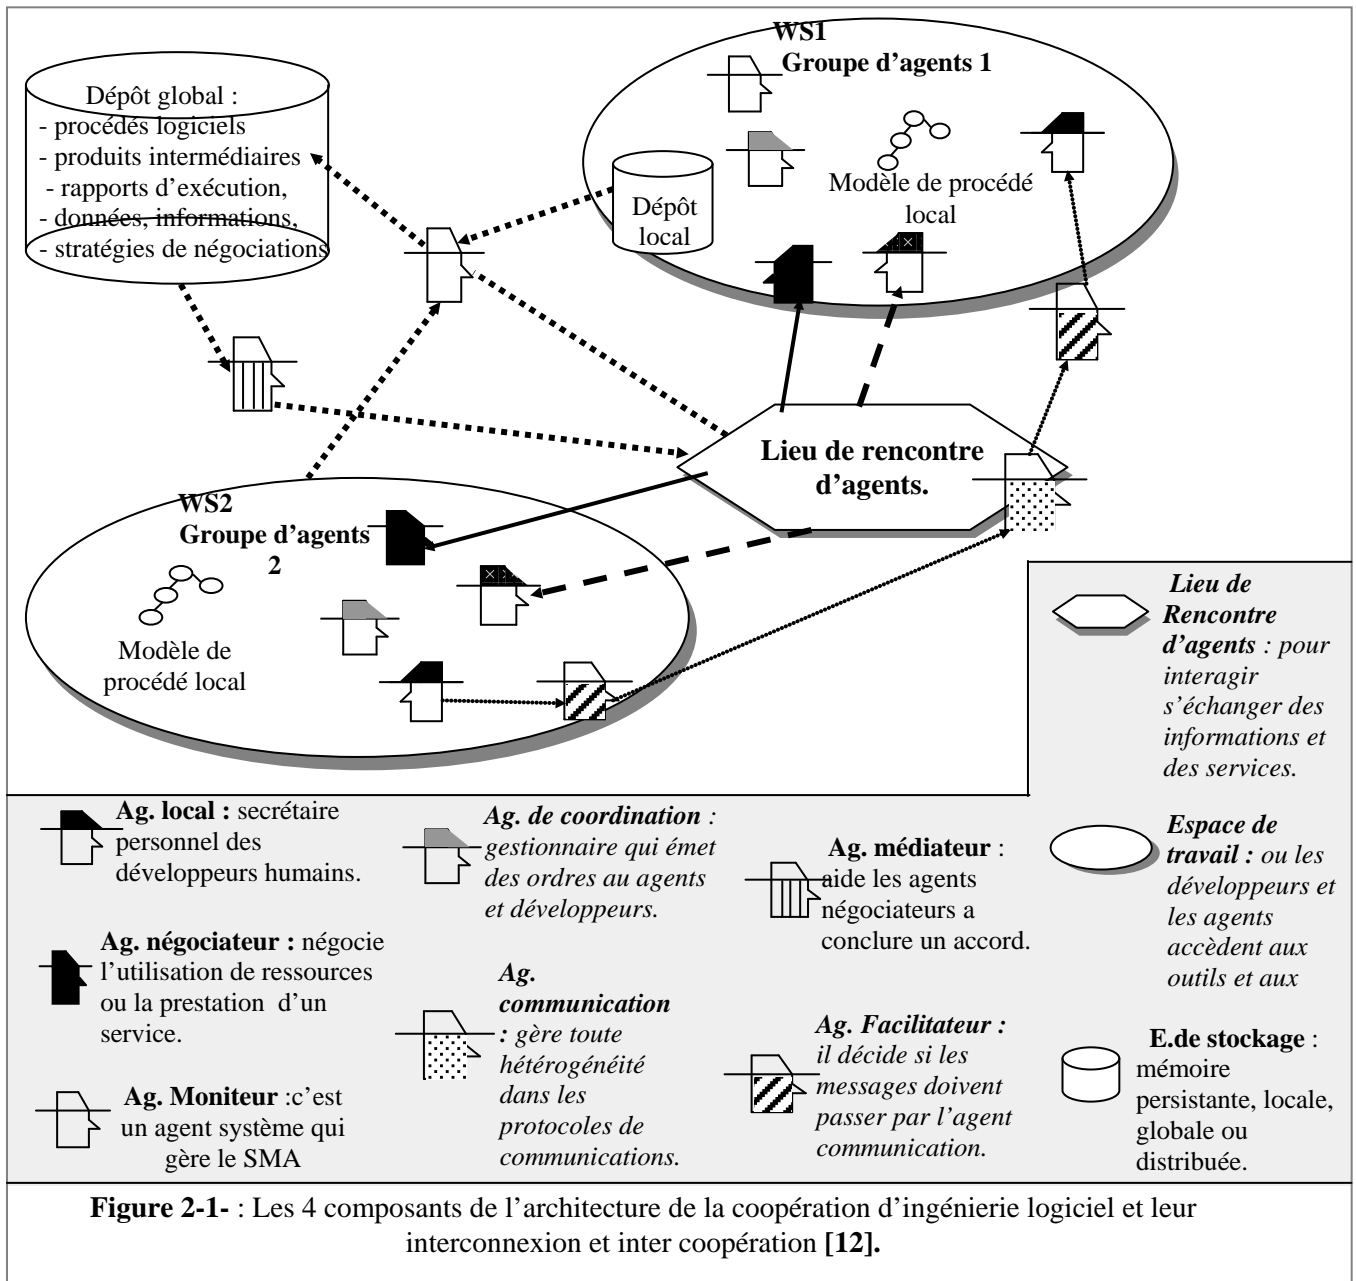 WS1
Groupe d'agents 1
Dépôt global :
- procédés logiciels
- produits intermédiaires
- rapports d'exécution,
- données, informations,
- stratégies de négociations
Modèle de procédé
local
Dépôt
local
Lieu de rencontre
d'agents.
WS2
Groupe d'agents
2
Modèle de
procédé local
Lieu de
Rencontre
d'agents : pour
interagir
s'échanger des
informations et
des services.
Ag. local : secrétaire
personnel des
développeurs humains.
Ag. de coordination :
gestionnaire qui émet
des ordres au agents
et développeurs.
Ag. médiateur :
aide les agents
négociateurs a
conclure un accord.
Espace de
travail : ou les
développeurs et
les agents
accèdent aux
outils et aux
Ag. négociateur : négocie
l'utilisation de ressources
ou la prestation d'un
service.
Ag.
communication
: gère toute
hétérogénéité
dans les
protocoles de
communications.
Ag. Facilitateur :
il décide si les
messages doivent
passer par l'agent
communication.
E.de stockage :
mémoire
persistante, locale,
globale ou
distribuée.
Ag. Moniteur :c'est
un agent système qui
gère le SMA
Figure 2-1- : Les 4 composants de l'architecture de la coopération d'ingénierie logiciel et leur
interconnexion et inter coopération [12].